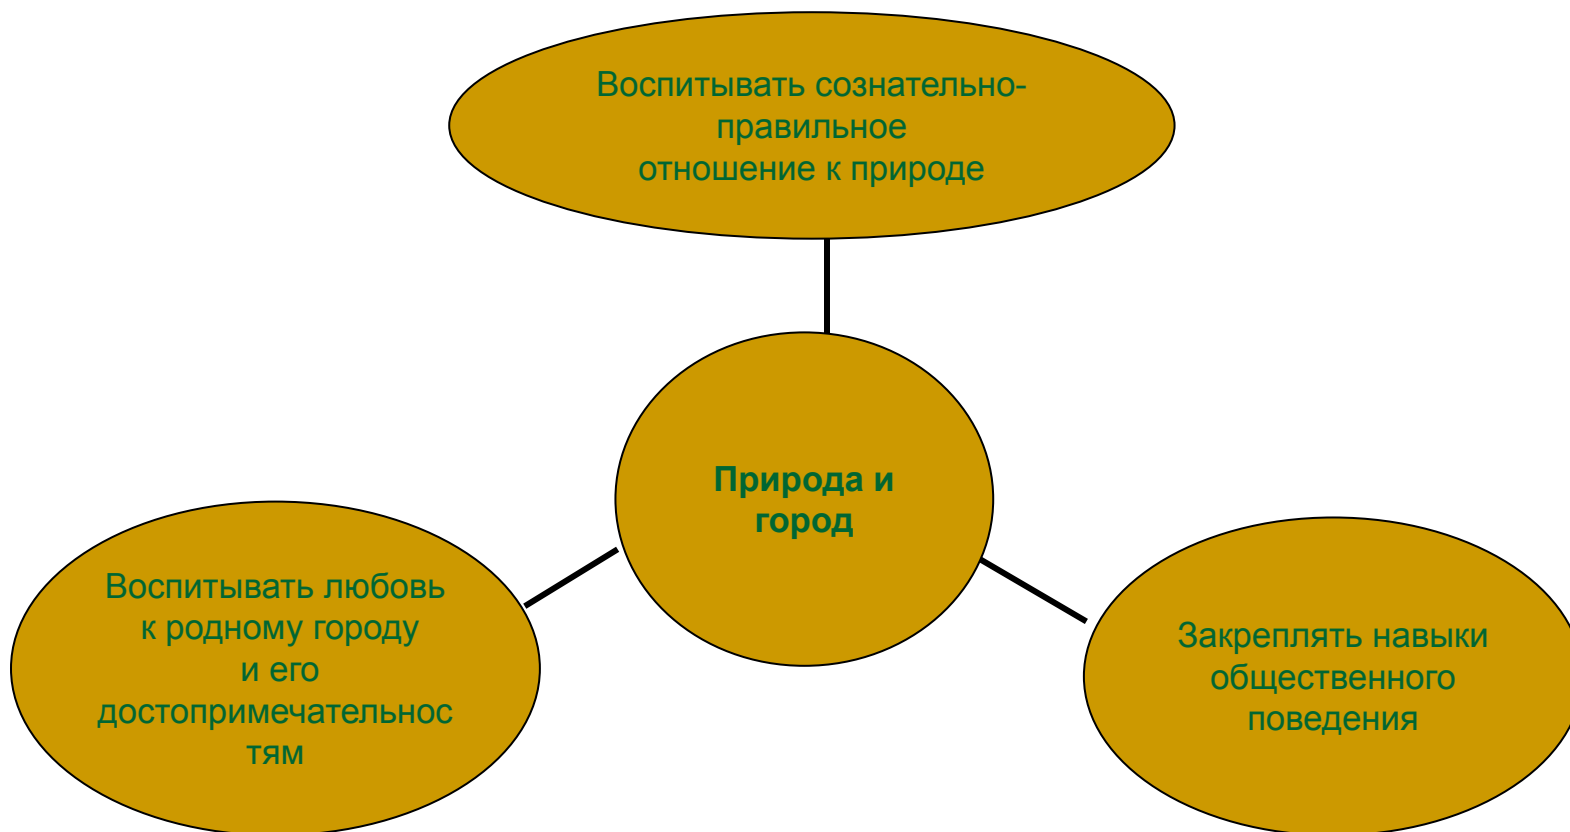 Воспитывать сознательно-
правильное
отношение к природе
Природа и
город
Воспитывать любовь
к родному городу
и его
достопримечательнос
тям
Закреплять навыки
общественного
поведения